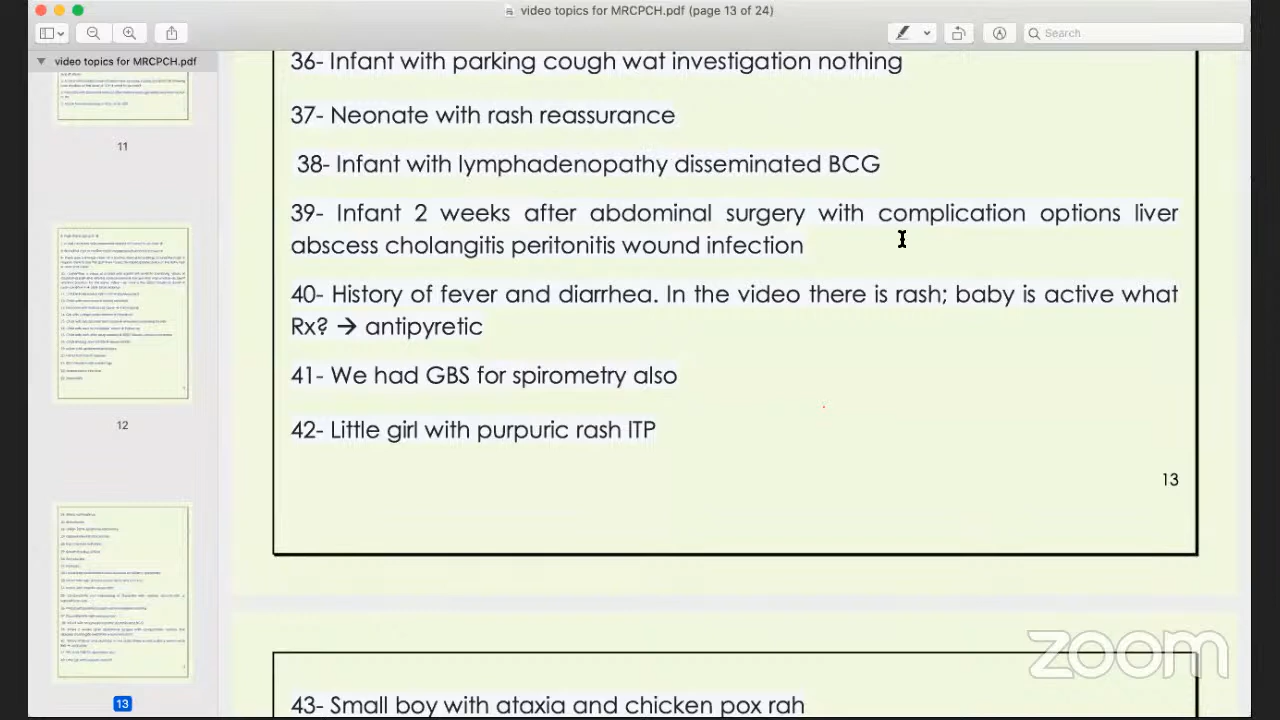 video topics for MRCPCH.pdf (page 13 of 24)
Search
video topics for MRCPCH.pdf
11
12
13
36- Infant with parking cough wat investigation nothing
37- Neonate with rash reassurance
38- Infant with lymphadenopathy disseminated BCG
39- Infant 2 weeks after abdominal surgery with complication options liver
abscess cholangitis peritonitis wound infection
40- History of fever and diarrhea. In the video there is rash, baby is active what
Rx? → antipyretic
41- We had GBS for spirometry also
42- Little girl with purpuric rash ITP
13
zoom
43- Small boy with ataxia and chicken pox rah